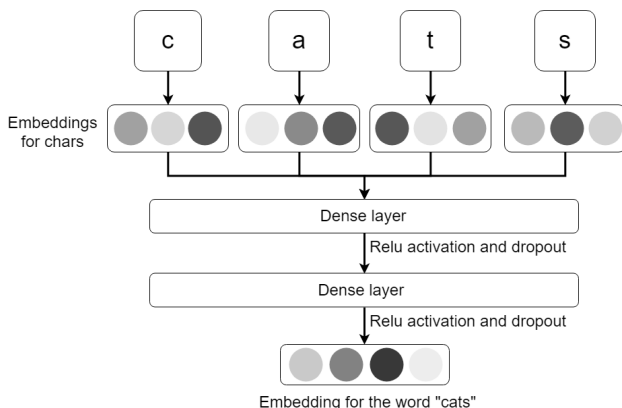 c a t s
Embeddings
for chars
Dense layer
Relu activation and dropout
Dense layer
Relu activation and dropout
Embedding for the word "cats"